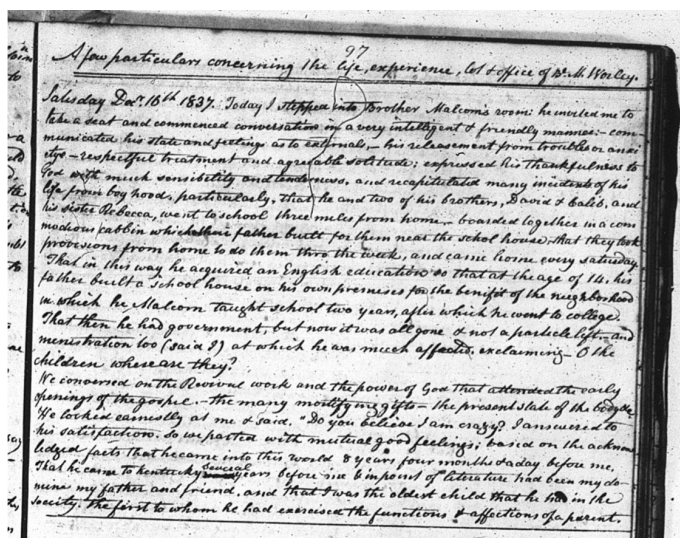 97
A few particulars concerning the life, experience, lot & office of Br. M. Worley.
Saturday Decr. 16th 1837. Today I stepped into Brother Malcom's room: he invited me to
take a seat and commenced conversation in a very intelligent & friendly manner:— com-
municated his state and feelings as to externals,— his releasement from troubles or anxi-
etys— respectful treatment and agreeable solitude; expressed his thankfulness to
God with much sensibility and tenderness, and recapitulated many incidents of his
life from boy hood, particularly, that he and two of his brothers, David & Caleb, and
his sister Rebecca, went to school three miles from home,— boarded together in a com
modious cabbin which their father built for them near the school house, that they took
provisions from home to do them thro the week, and came home every saturday.
That in this way he acquired an English education so that at the age of 14, his
father built a school house on his own premises for the benifit of the neighborhood
in which he Malcom taught school two years, after which he went to college.
That then he had government, but now it was all gone & not a particle left,— and
menistration too (said I) at which he was much affected, exclaiming— O the
children where are they?
We conversed on the Revival work and the power of God that attended the early
openings of the gospel.— the many mortifying gifts— the present state of the
He looked earnestly at me & said, "Do you believe I am crazy? I answered to
his satisfaction. So we parted with mutual good feelings; based on the acknow
ledged facts that he came into this world 8 years four months & a day before me,
That he came to Kentucky several years before me & in point of literature had been my do-
mine my father and friend, and that I was the oldest child that he had in the
society. The first to whom he had exercised the functions & affections of a parent.